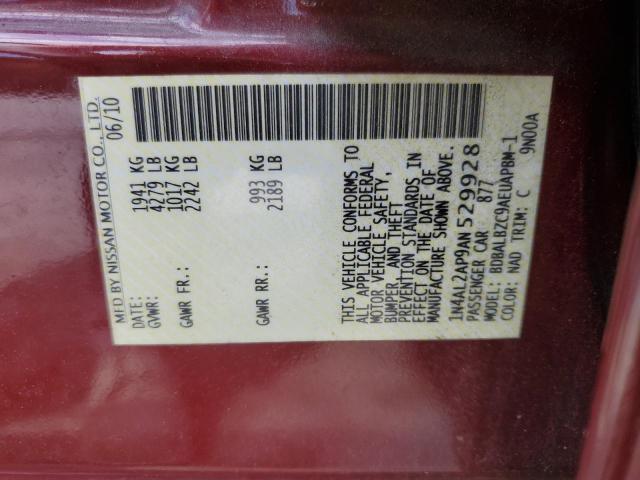 MFD BY NISSAN MOTOR CO., LTD.
DATE: 06/10
GVWR: 1941 KG
4279 LB
GAWR FR.: 1017 KG
2242 LB
GAWR RR.: 993 KG
2189 LB
THIS VEHICLE CONFORMS TO
ALL APPLICABLE FEDERAL
MOTOR VEHICLE SAFETY,
BUMPER, AND THEFT
PREVENTION STANDARDS IN
EFFECT ON THE DATE OF
MANUFACTURE SHOWN ABOVE.
1N4AL2AP9AN529928
PASSENGER CAR 877
MODEL: BDBALBZC9AEUAPBM-1
COLOR: NAD TRIM: C 9N00A